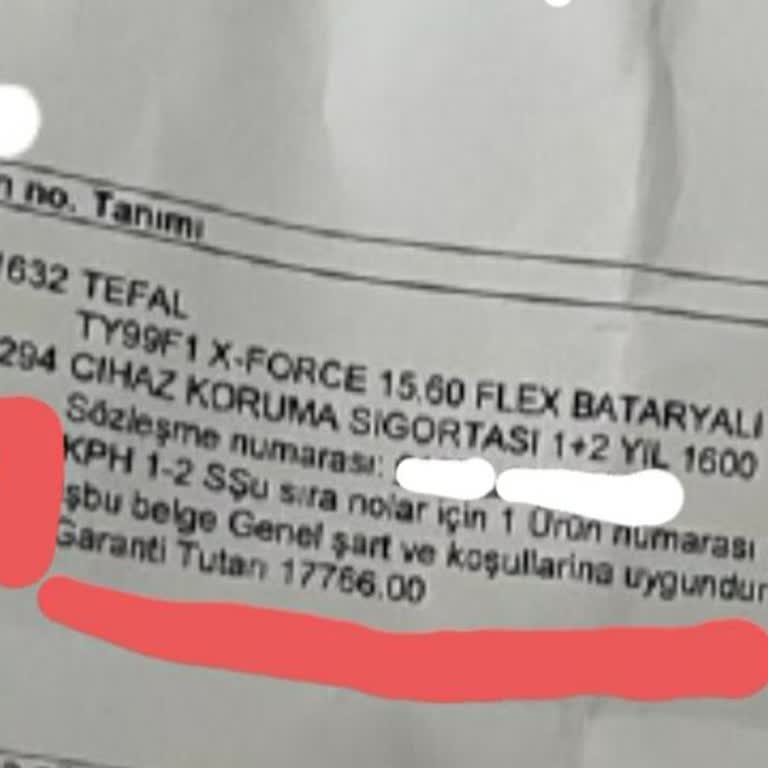 n no. Tanımı
1632 TEFAL
TY99F1 X-FORCE 15.60 FLEX BATARYALI
294 CIHAZ KORUMA SIGORTASI 1+2 YIL 1600
Sözleşme numarası:
KPH 1-2 SŞu sıra nolar için 1 Ürün numarası
şbu belge Genel şart ve koşullarina uygundur
Garanti Tutarı 17766.00